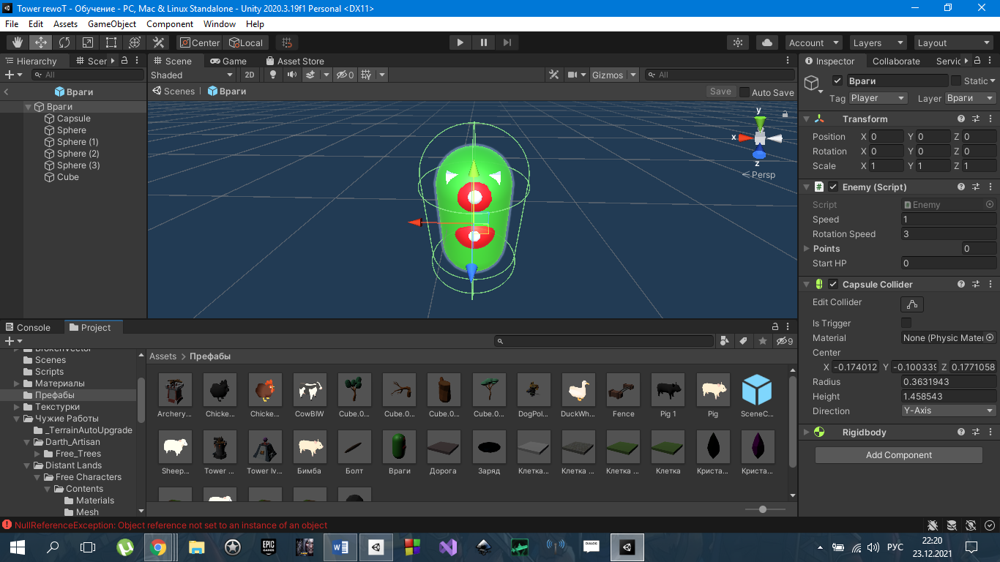 Tower rewoT - Обучение - PC, Mac & Linux Standalone - Unity 2020.3.19f1 Personal <DX11>
File Edit Assets GameObject Component Window Help
Center Local Account Layers Layout
Hierarchy Scer Scene Game Asset Store Inspector Collaborate Servic
All Shaded 2D 0 Gizmos All
Враги Scenes Враги Save Auto Save
Враги Static
Tag Player Layer Враги
Враги
Capsule
Sphere
Sphere (1)
Sphere (2)
Sphere (3)
Cube
y
x
z
Persp
Transform
Position X 0 Y 0 Z 0
Rotation X 0 Y 0 Z 0
Scale X 1 Y 1 Z 1
Enemy (Script)
Script Enemy
Speed 1
Rotation Speed 3
Points 0
Start HP 0
Capsule Collider
Edit Collider
Is Trigger
Material None (Physic Mater
Center
X -0.174012 Y -0.100339 Z 0.1771058
Radius 0.3631943
Height 1.458543
Direction Y-Axis
Rigidbody
Add Component
Console Project
9
BrokenVector
Scenes
Scripts
Материалы
Префабы
Текстурки
Чужие Работы
_TerrainAutoUpgrade
Darth_Artisan
Free_Trees
Distant Lands
Free Characters
Contents
Materials
Mesh
Assets > Префабы
Archery... Chicke... Chicke... CowBlW Cube.0... Cube.0... Cube.0... Cube.0... DogPol... DuckWh... Fence Pig 1 Pig SceneC...
Sheep... Tower ... Tower Iv... Бимба Болт Враги Дорога Заряд Клетка... Клетка ... Клетка ... Клетка Криста... Криста...
NullReferenceException: Object reference not set to an instance of an object
EPIC GAMES
DIALOG
РУС
22:20
23.12.2021